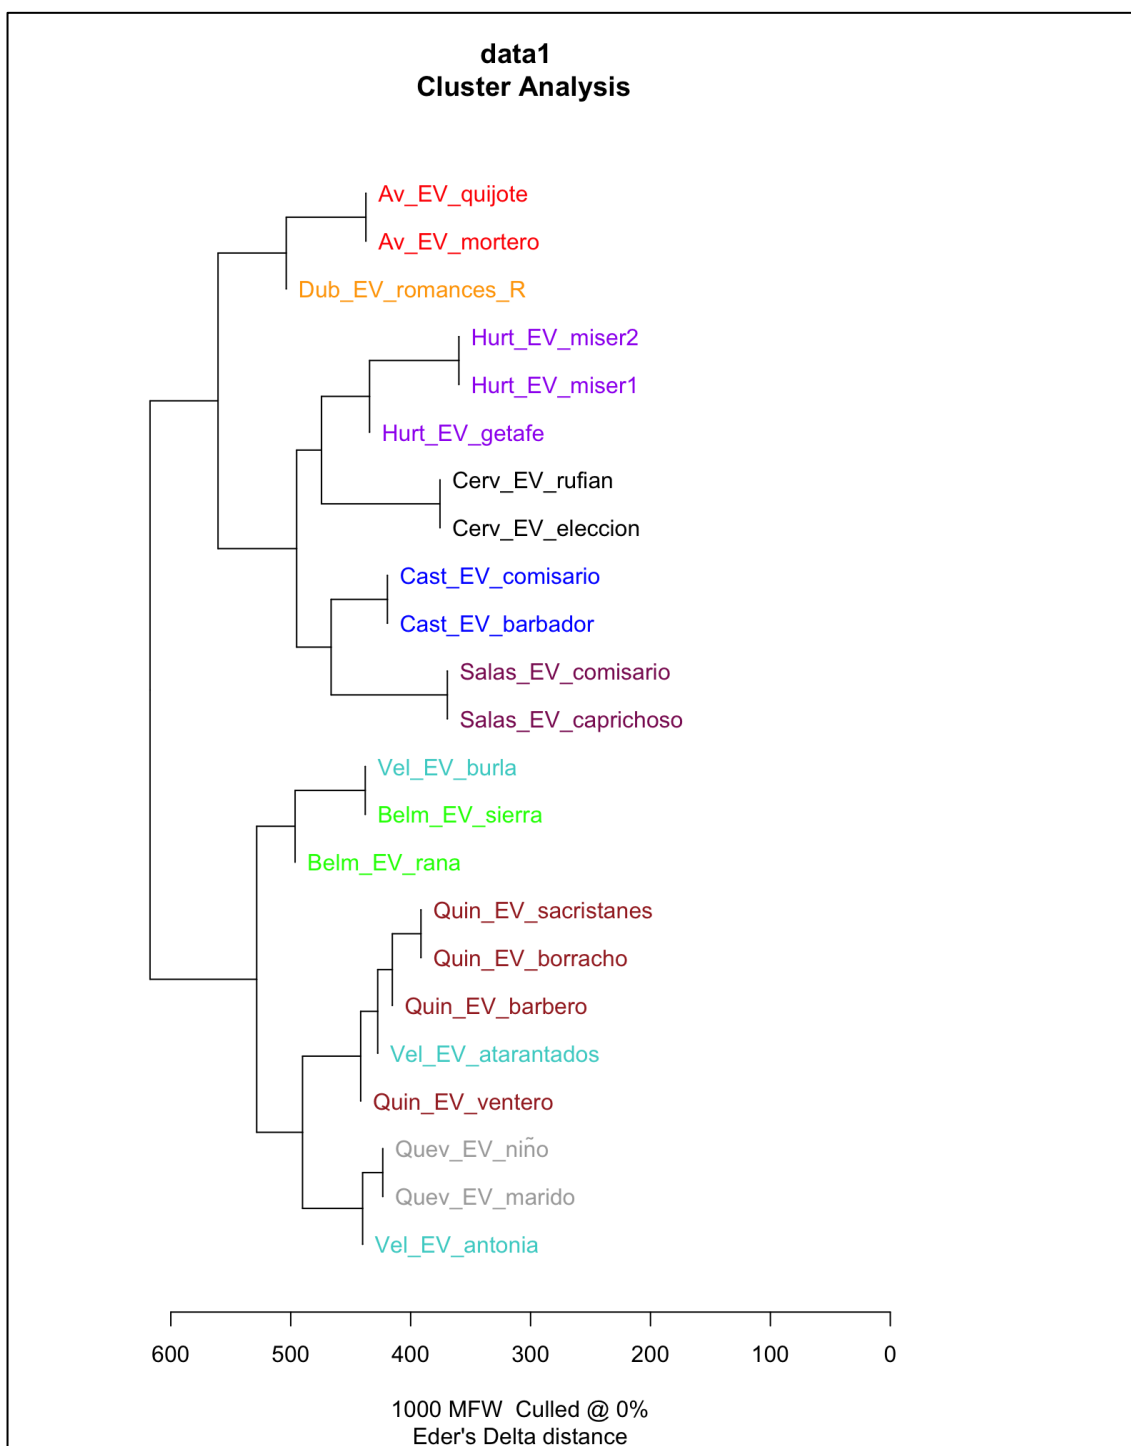 data1
Cluster Analysis
Av_EV_quijote
Av_EV_mortero
Dub_EV_romances_R
Hurt_EV_miser2
Hurt_EV_miser1
Hurt_EV_getafe
Cerv_EV_rufian
Cerv_EV_eleccion
Cast_EV_comisario
Cast_EV_barbador
Salas_EV_comisario
Salas_EV_caprichoso
Vel_EV_burla
Belm_EV_sierra
Belm_EV_rana
Quin_EV_sacristanes
Quin_EV_borracho
Quin_EV_barbero
Vel_EV_atarantados
Quin_EV_ventero
Quev_EV_niño
Quev_EV_marido
Vel_EV_antonia
600 500 400 300 200 100 0
1000 MFW Culled @ 0%
Eder's Delta distance